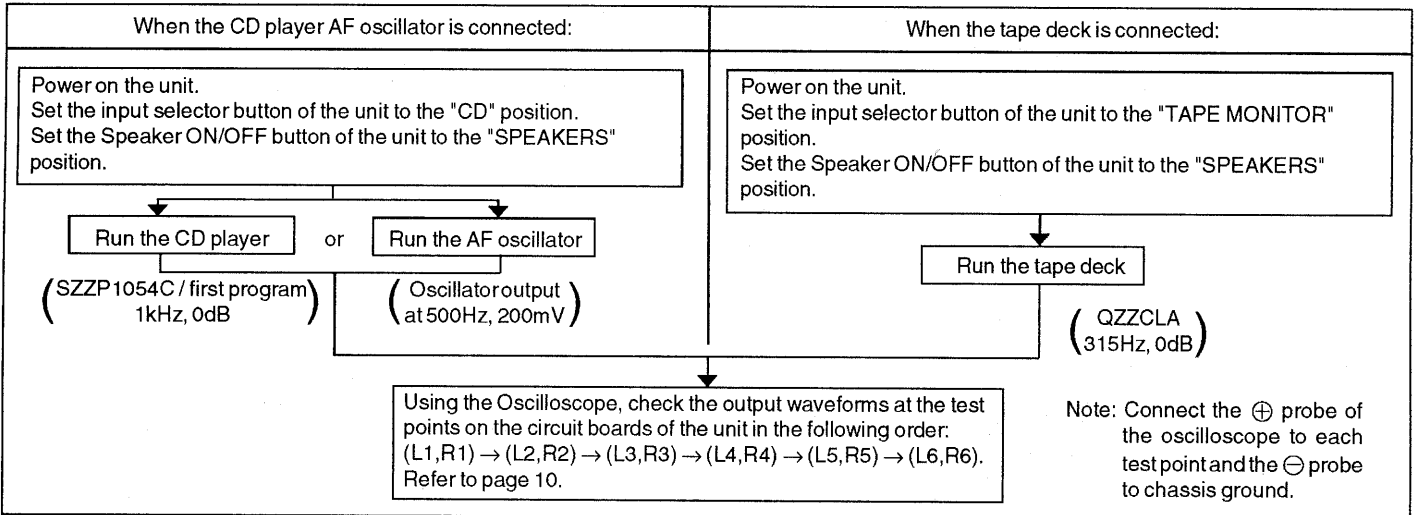 When the CD player AF oscillator is connected:
When the tape deck is connected:
Power on the unit.
Set the input selector button of the unit to the "CD" position.
Set the Speaker ON/OFF button of the unit to the "SPEAKERS"
position.
Run the CD player
or
Run the AF oscillator
(SZZP1054C / first program)
1kHz, 0dB
(Oscillator output
at 500Hz, 200mV)
Power on the unit.
Set the input selector button of the unit to the "TAPE MONITOR"
position.
Set the Speaker ON/OFF button of the unit to the "SPEAKERS"
position.
Run the tape deck
(QZZCLA
315Hz, 0dB)
Using the Oscilloscope, check the output waveforms at the test
points on the circuit boards of the unit in the following order:
(L1,R1) → (L2,R2) → (L3,R3) → (L4,R4) → (L5,R5) → (L6,R6).
Refer to page 10.
Note: Connect the ⊕ probe of
the oscilloscope to each
test point and the ⊖ probe
to chassis ground.